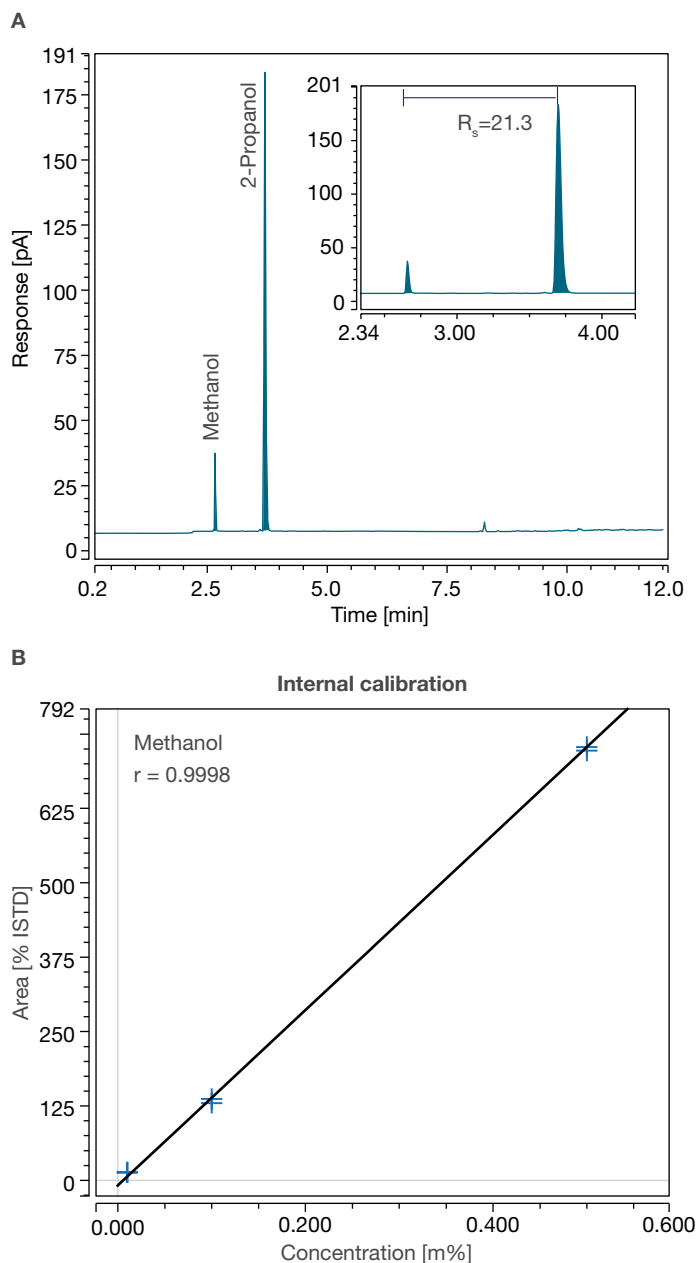 A
191
175
150
125
100
75
50
25
0
Response [pA]
Methanol
2-Propanol
201
150
100
50
0
Rs=21.3
2.34
3.00
4.00
0.2
2.5
5.0
7.5
10.0
12.0
Time [min]
B
Internal calibration
792
625
500
375
250
125
0
Area [% ISTD]
Methanol
r = 0.9998
0.000
0.200
0.400
0.600
Concentration [m%]